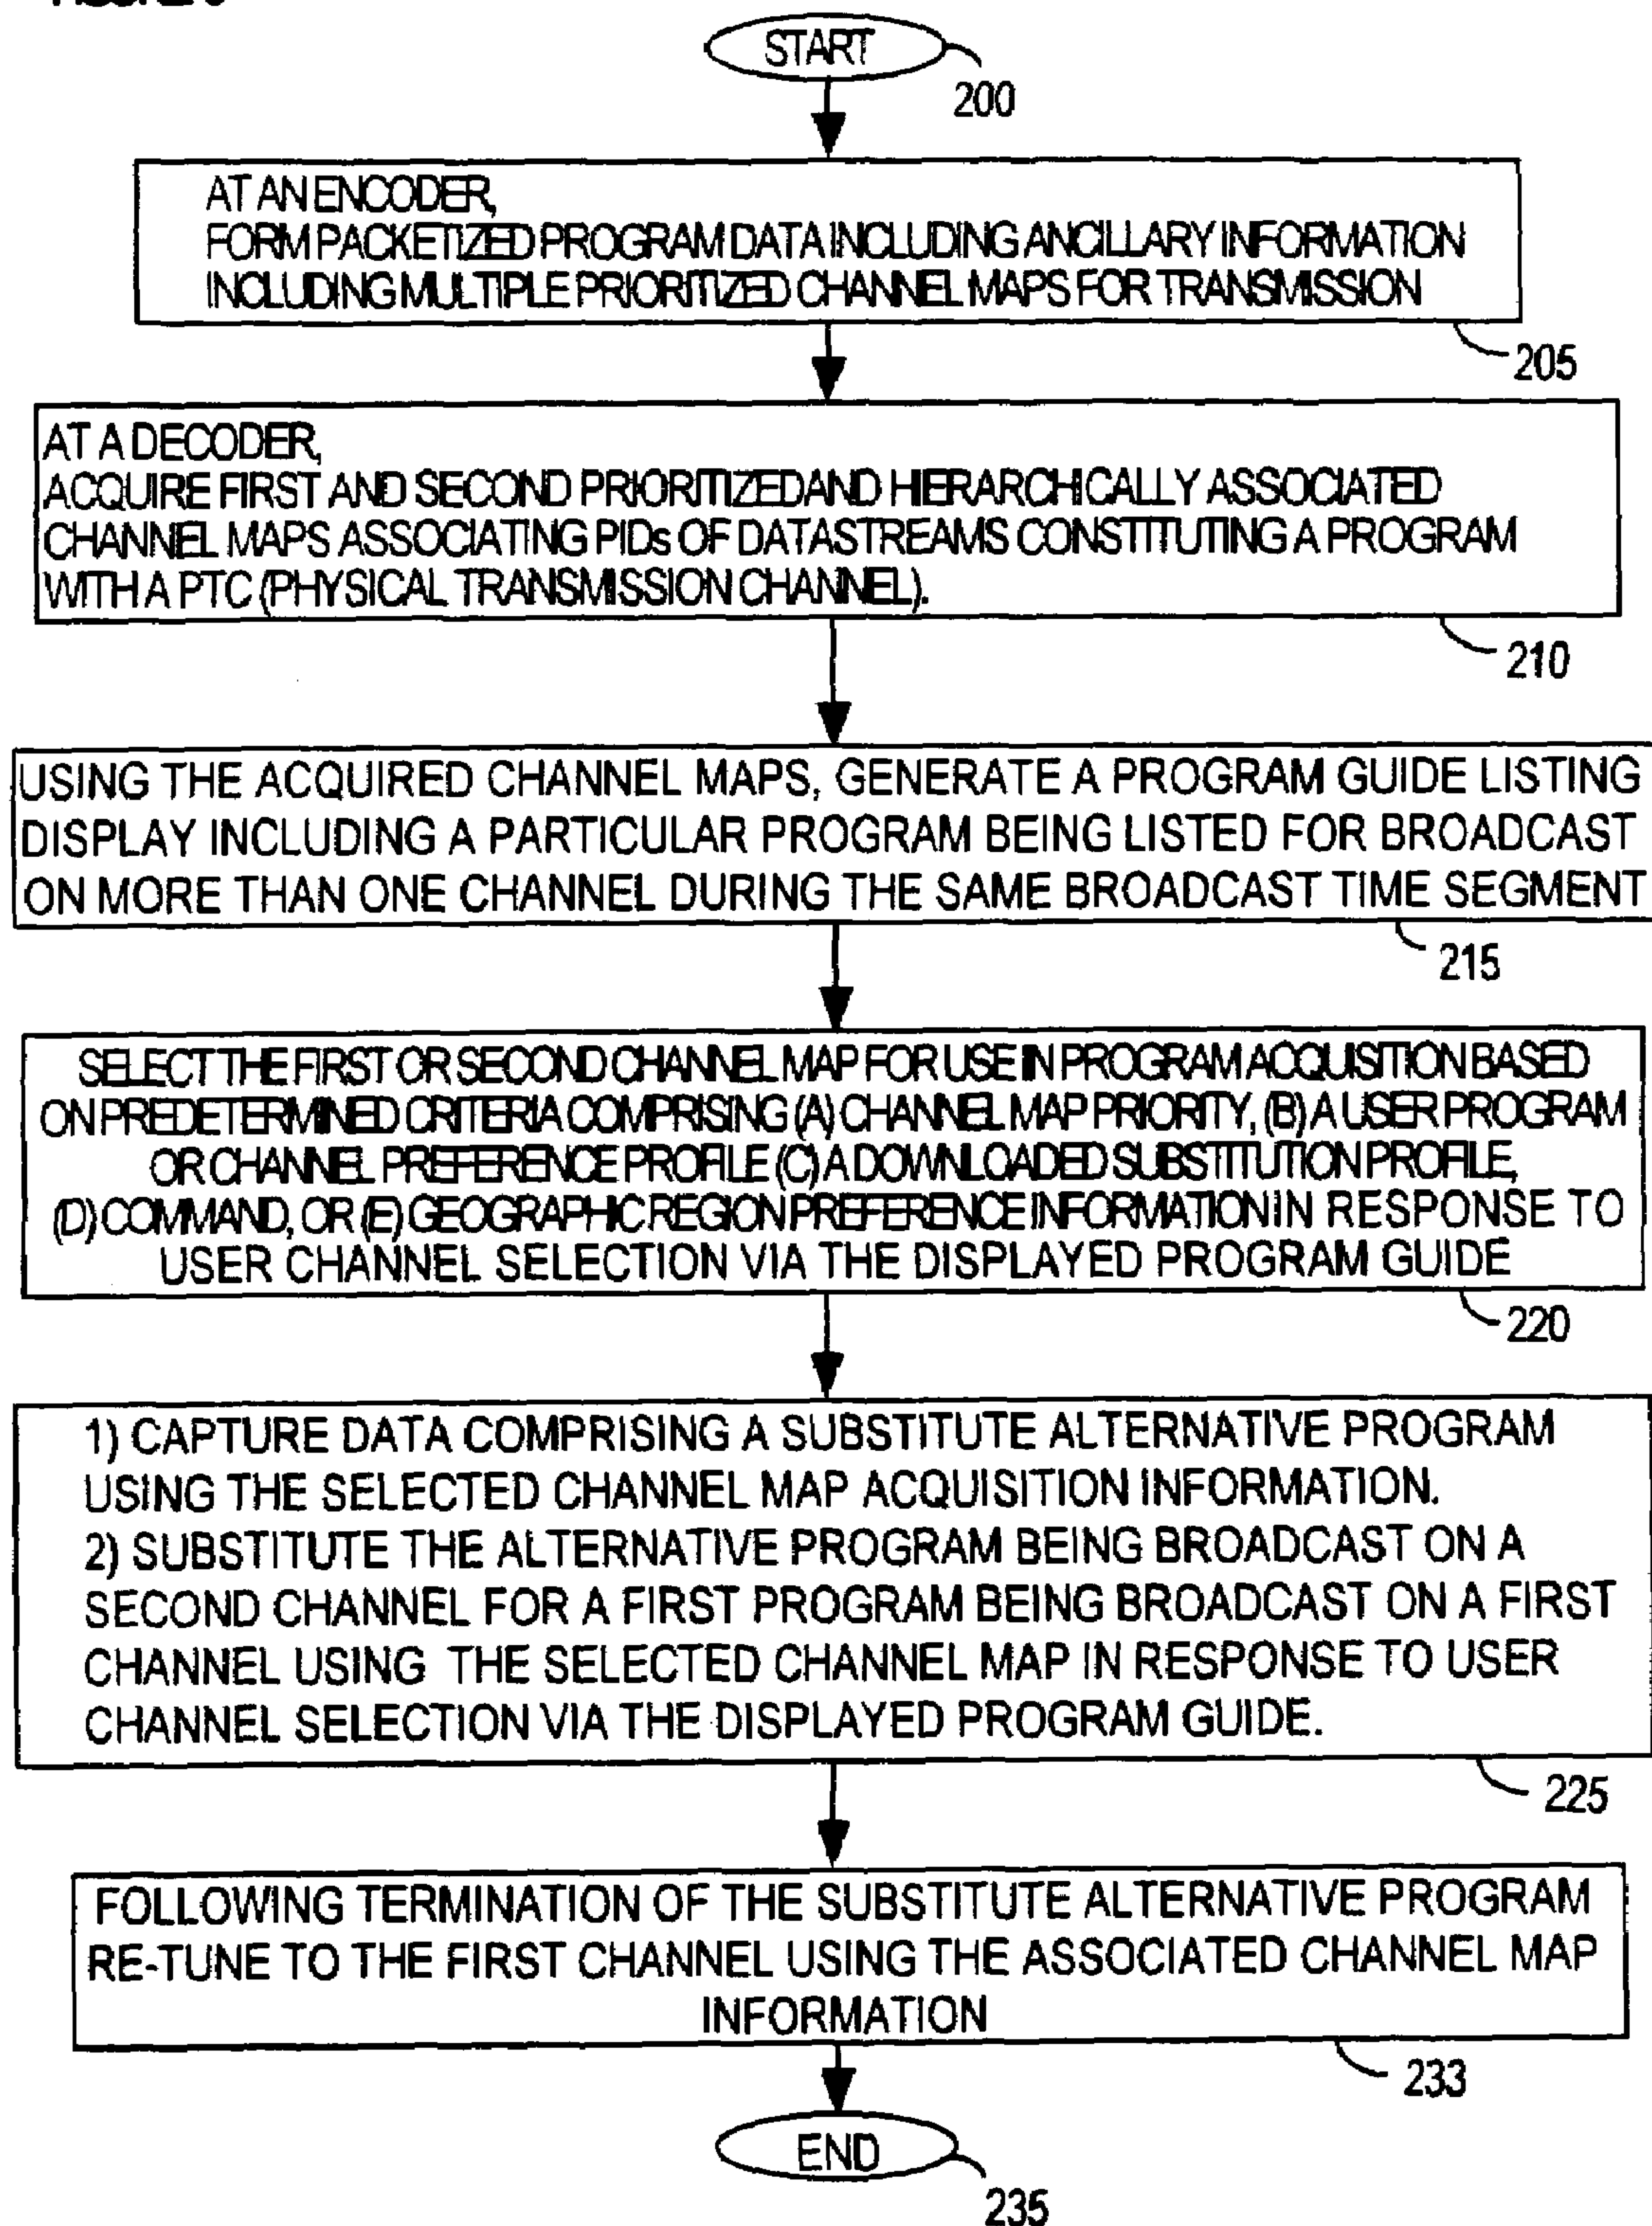 START
200
AT AN ENCODER,
FORM PACKETIZED PROGRAM DATA INCLUDING ANCILLARY INFORMATION
INCLUDING MULTIPLE PRIORITIZED CHANNEL MAPS FOR TRANSMISSION
205
AT A DECODER,
ACQUIRE FIRST AND SECOND PRIORITIZED AND HIERARCHICALLY ASSOCIATED
CHANNEL MAPS ASSOCIATING PIDs OF DATASTREAMS CONSTITUTING A PROGRAM
WITH A PTC (PHYSICAL TRANSMISSION CHANNEL).
210
USING THE ACQUIRED CHANNEL MAPS, GENERATE A PROGRAM GUIDE LISTING
DISPLAY INCLUDING A PARTICULAR PROGRAM BEING LISTED FOR BROADCAST
ON MORE THAN ONE CHANNEL DURING THE SAME BROADCAST TIME SEGMENT
215
SELECT THE FIRST OR SECOND CHANNEL MAP FOR USE IN PROGRAM ACQUISITION BASED
ON PREDETERMINED CRITERIA COMPRISING (A) CHANNEL MAP PRIORITY, (B) A USER PROGRAM
OR CHANNEL PREFERENCE PROFILE (C) A DOWNLOADED SUBSTITUTION PROFILE,
(D) COMMAND, OR (E) GEOGRAPHIC REGION PREFERENCE INFORMATION IN RESPONSE TO
USER CHANNEL SELECTION VIA THE DISPLAYED PROGRAM GUIDE
220
1) CAPTURE DATA COMPRISING A SUBSTITUTE ALTERNATIVE PROGRAM
USING THE SELECTED CHANNEL MAP ACQUISITION INFORMATION.
2) SUBSTITUTE THE ALTERNATIVE PROGRAM BEING BROADCAST ON A
SECOND CHANNEL FOR A FIRST PROGRAM BEING BROADCAST ON A FIRST
CHANNEL USING THE SELECTED CHANNEL MAP IN RESPONSE TO USER
CHANNEL SELECTION VIA THE DISPLAYED PROGRAM GUIDE.
225
FOLLOWING TERMINATION OF THE SUBSTITUTE ALTERNATIVE PROGRAM
RE-TUNE TO THE FIRST CHANNEL USING THE ASSOCIATED CHANNEL MAP
INFORMATION
233
END
235